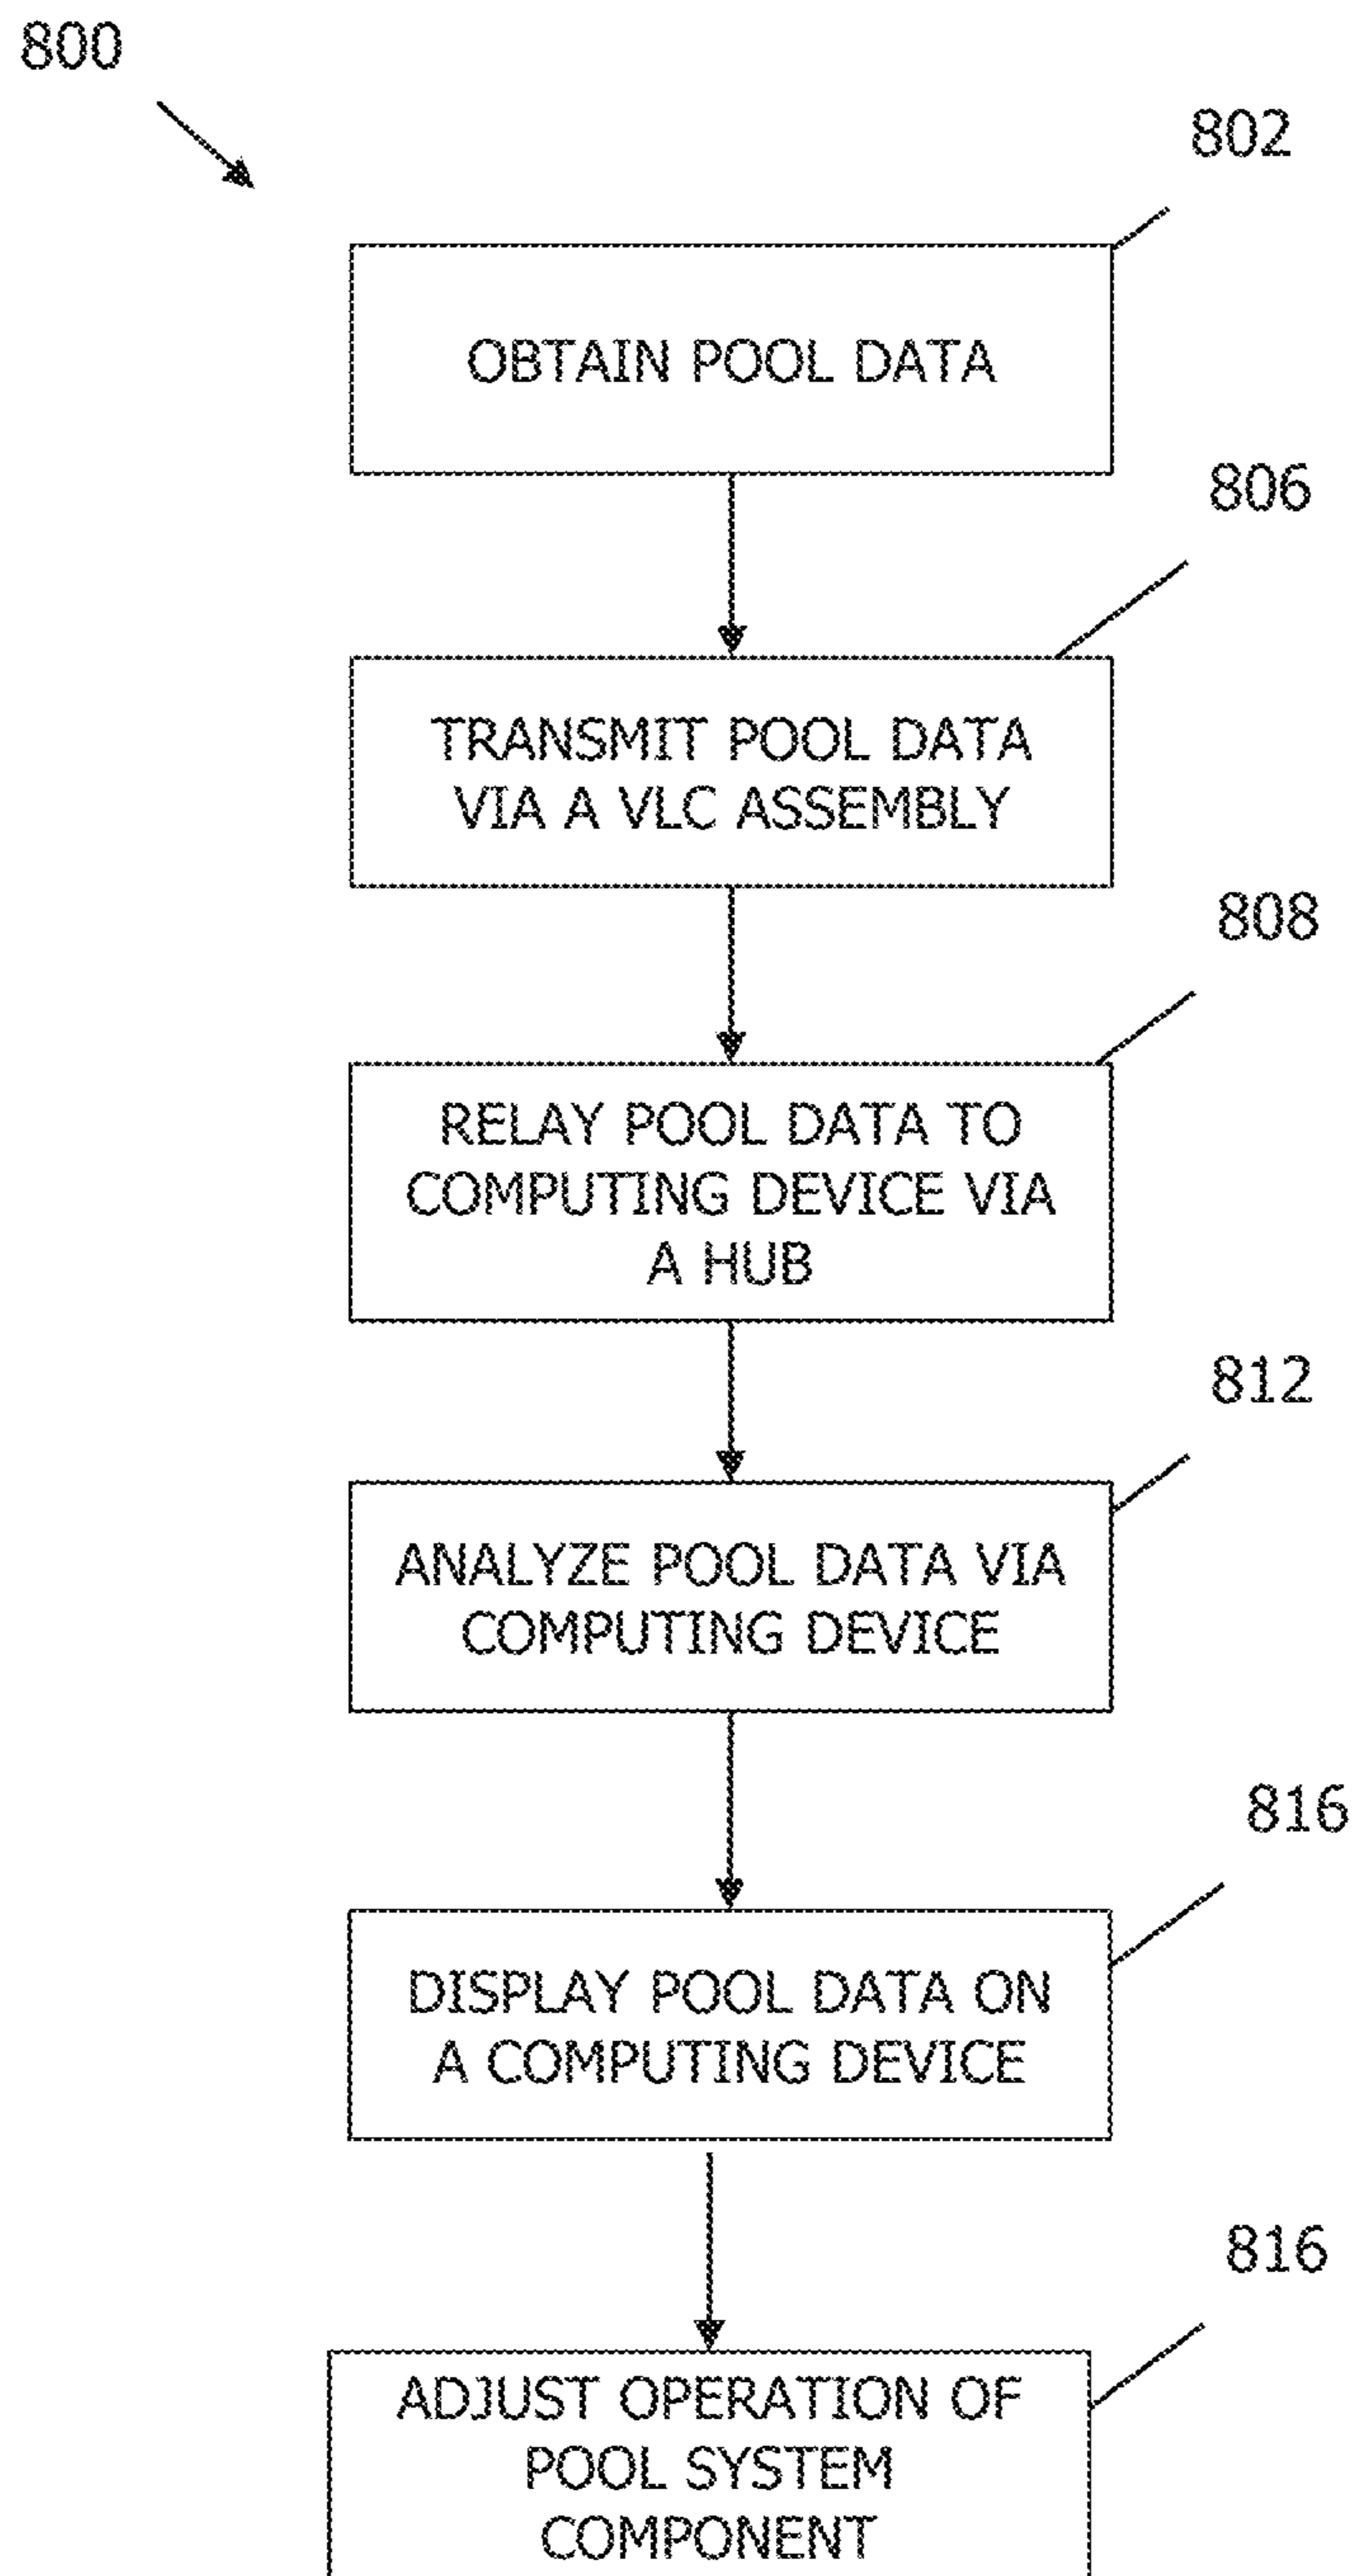 800
802
OBTAIN POOL DATA
806
TRANSMIT POOL DATA
VIA A VLC ASSEMBLY
808
RELAY POOL DATA TO
COMPUTING DEVICE VIA
A HUB
812
ANALYZE POOL DATA VIA
COMPUTING DEVICE
816
DISPLAY POOL DATA ON
A COMPUTING DEVICE
816
ADJUST OPERATION OF
POOL SYSTEM
COMPONENT